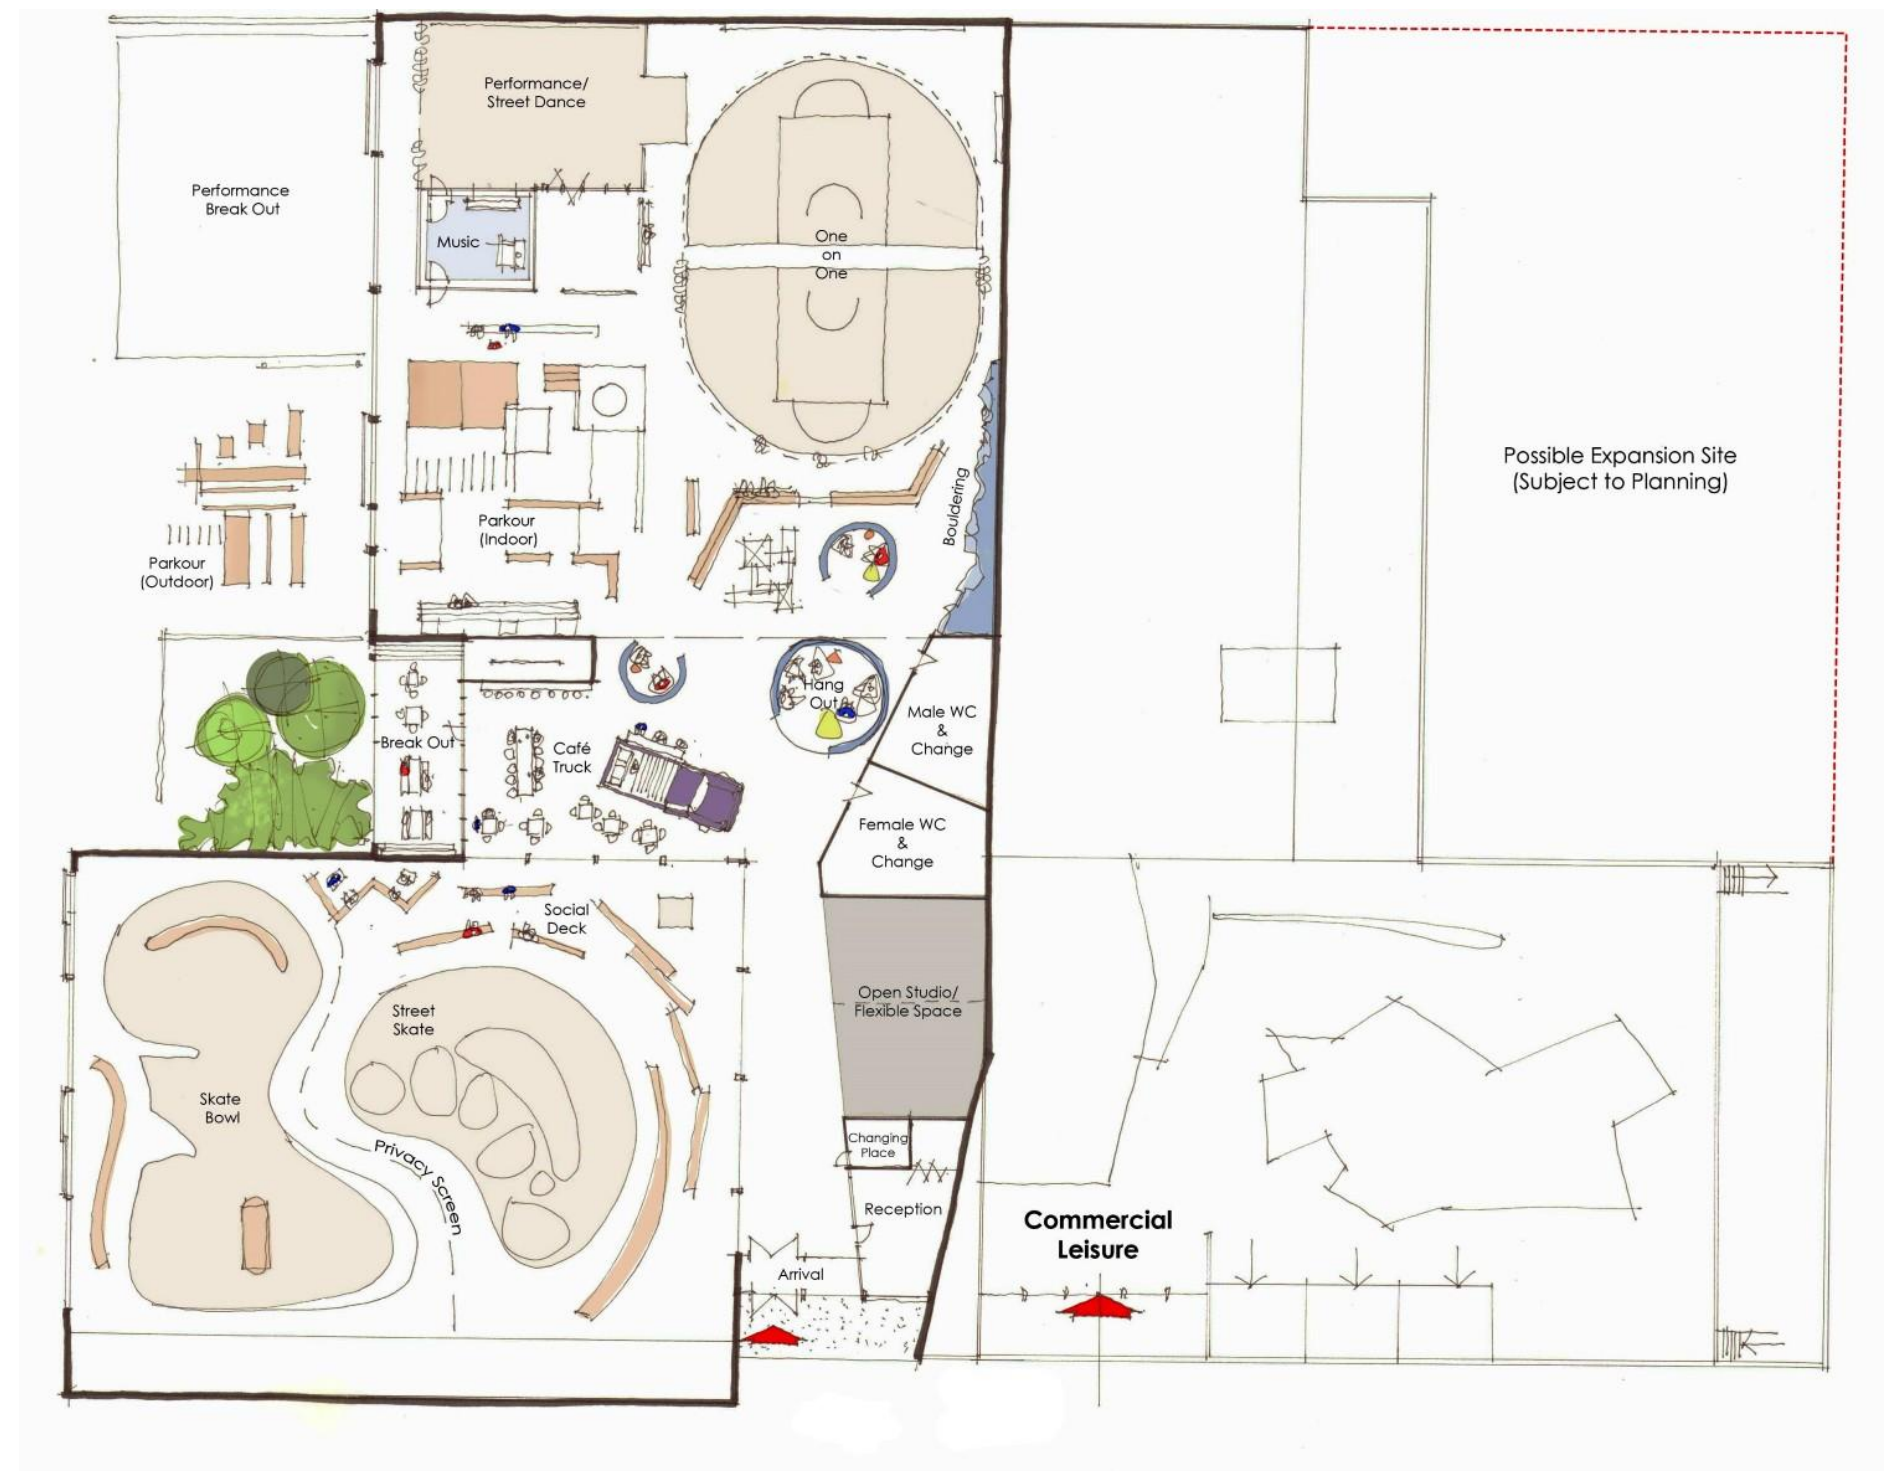 Performance/
Street Dance
Performance
Break Out
Music
One
on
One
Possible Expansion Site
(Subject to Planning)
Bouldering
Parkour
(Indoor)
Parkour
(Outdoor)
Hang
Out
Male WC
&
Change
Break Out
Café
Truck
Female WC
&
Change
Social
Deck
Open Studio/
Flexible Space
Street
Skate
Skate
Bowl
Privacy Screen
Changing
Place
Reception
Commercial
Leisure
Arrival